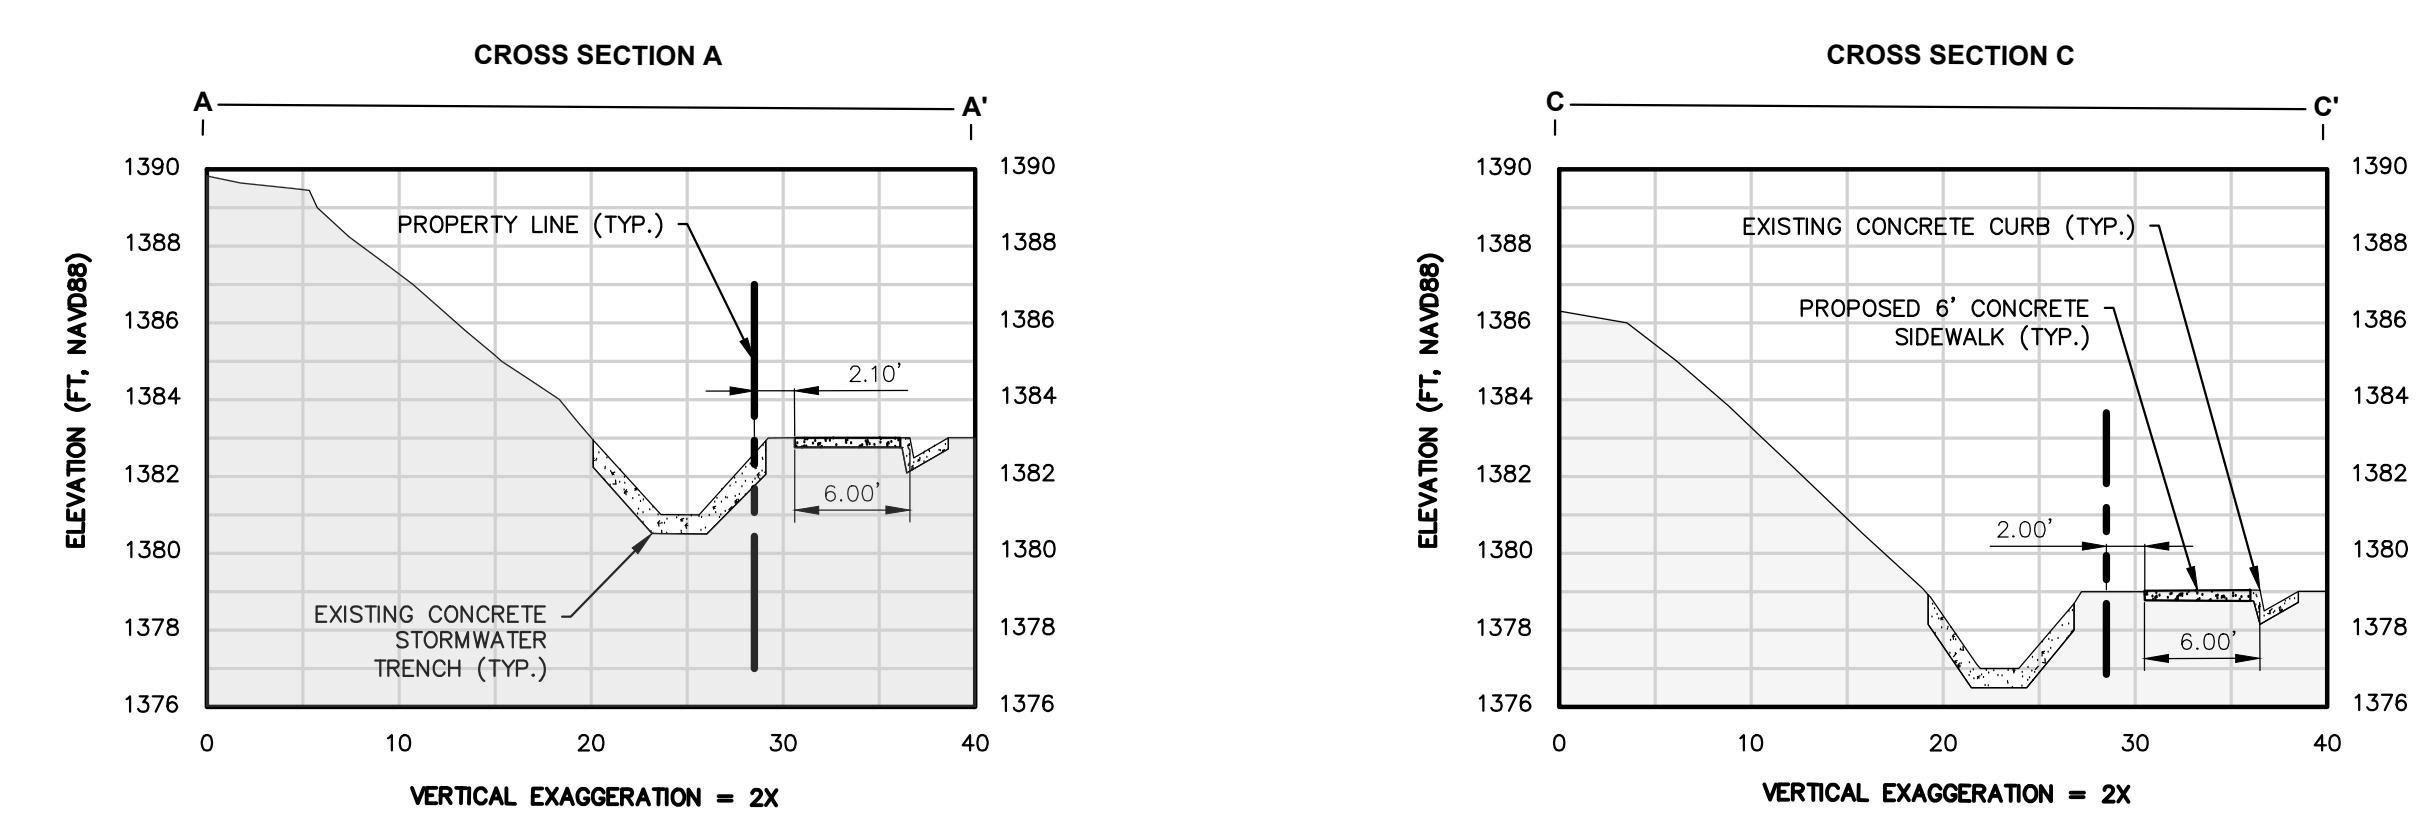 CROSS SECTION A
A
A'
1390
1388
1386
1384
1382
1380
1378
1376
1390
1388
1386
1384
1382
1380
1378
1376
ELEVATION (FT, NAVD88)
PROPERTY LINE (TYP.)
2.10'
6.00'
EXISTING CONCRETE
STORMWATER
TRENCH (TYP.)
0
10
20
30
40
VERTICAL EXAGGERATION = 2X
CROSS SECTION C
C
C'
1390
1388
1386
1384
1382
1380
1378
1376
1390
1388
1386
1384
1382
1380
1378
1376
ELEVATION (FT, NAVD88)
EXISTING CONCRETE CURB (TYP.)
PROPOSED 6' CONCRETE
SIDEWALK (TYP.)
2.00'
6.00'
0
10
20
30
40
VERTICAL EXAGGERATION = 2X